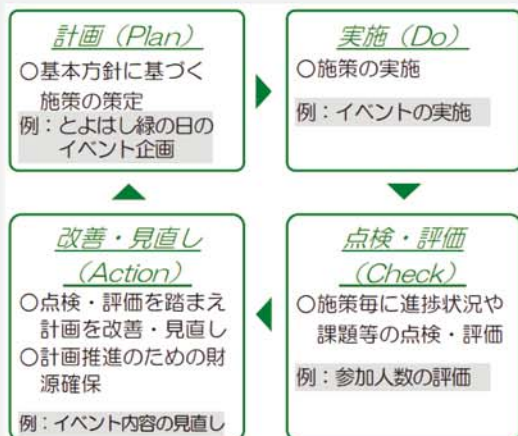 計画（Plan）
○基本方針に基づく
施策の策定
例：とよはし緑の日の
イベント企画
実施（Do）
○施策の実施
例：イベントの実施
改善・見直し
（Action）
○点検・評価を踏まえ
計画を改善・見直し
○計画推進のための財
源確保
例：イベント内容の見直し
点検・評価
（Check）
○施策毎に進捗状況や
課題等の点検・評価
例：参加人数の評価